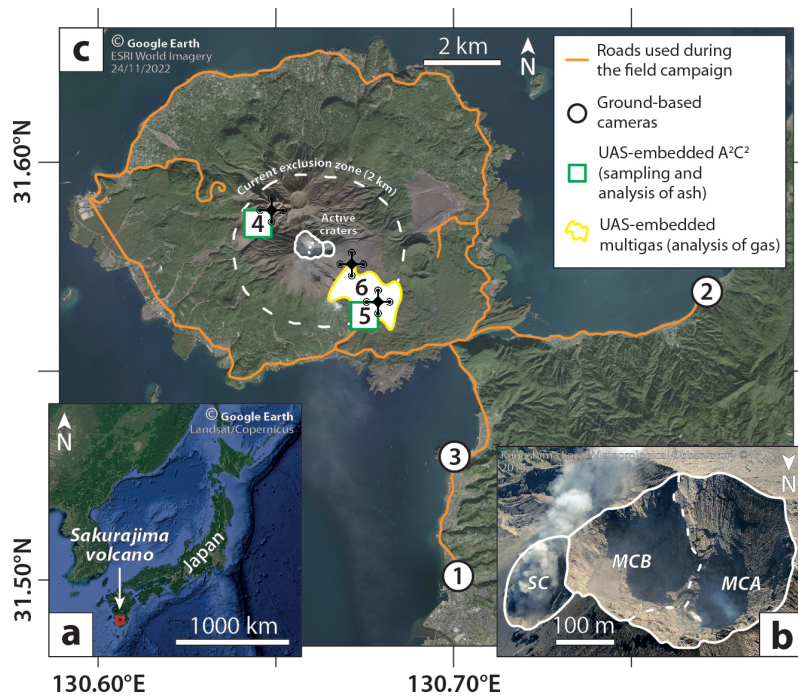 c
© Google Earth
ESRI World Imagery
24/11/2022
2 km
N
Roads used during
the field campaign
Ground-based
cameras
UAS-embedded A²C²
(sampling and
analysis of ash)
UAS-embedded
multigas (analysis of gas)
31.60°N
Current exclusion zone (2 km)
Active
craters
4
6
5
2
3
1
© Google Earth
Landsat/Copernicus
N
Sakurajima
volcano
Japan
1000 km
a
31.50°N
N
SC
MCB
MCA
100 m
b
130.60°E
130.70°E